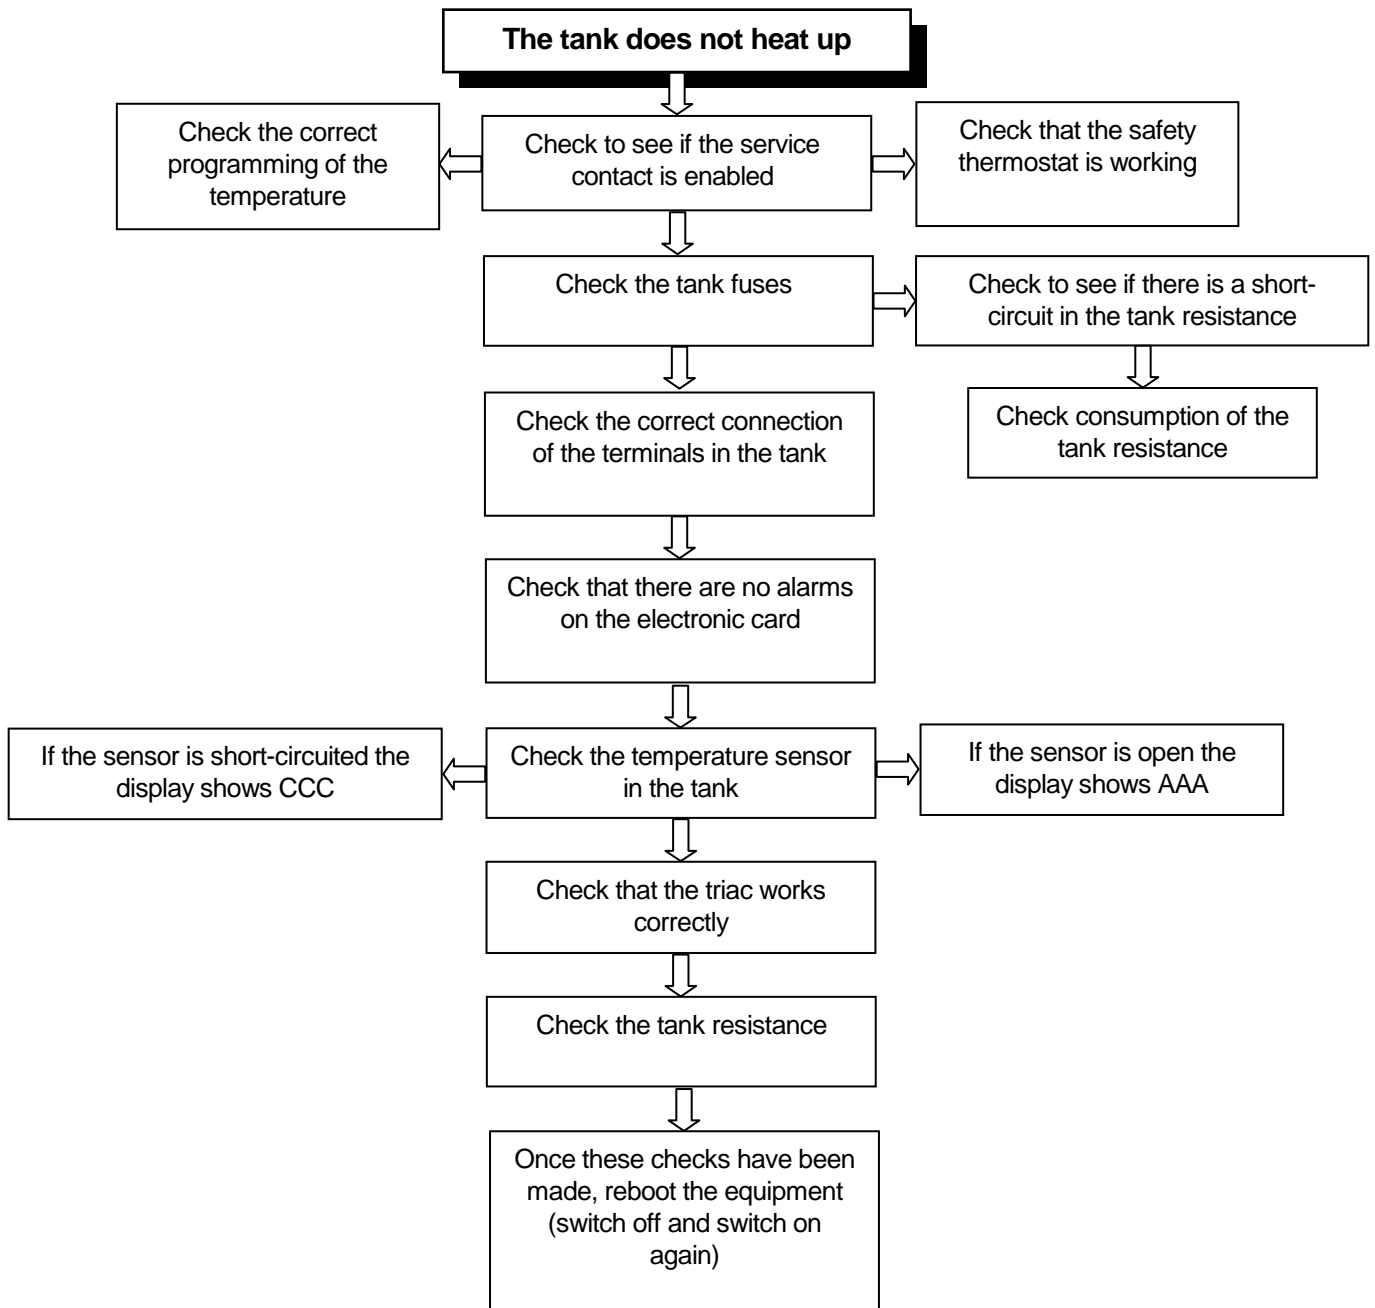 The tank does not heat up
Check the correct
programming of the
temperature
Check to see if the service
contact is enabled
Check that the safety
thermostat is working
Check the tank fuses
Check to see if there is a short-
circuit in the tank resistance
Check consumption of the
tank resistance
Check the correct connection
of the terminals in the tank
Check that there are no alarms
on the electronic card
If the sensor is short-circuited the
display shows CCC
Check the temperature sensor
in the tank
If the sensor is open the
display shows AAA
Check that the triac works
correctly
Check the tank resistance
Once these checks have been
made, reboot the equipment
(switch off and switch on
again)